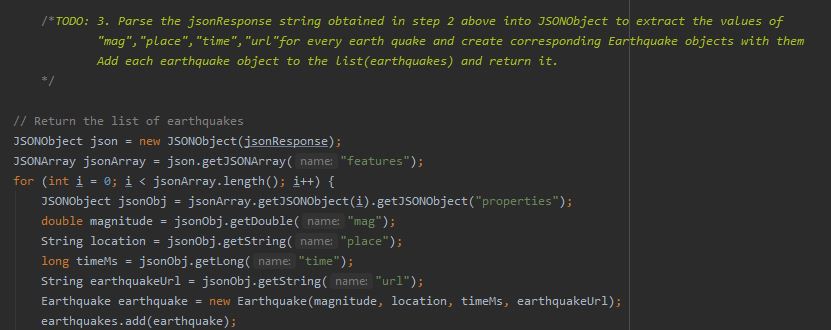 /*TODO: 3. Parse the jsonResponse string obtained in step 2 above into JSONObject to extract the values of
"mag","place","time","url"for every earth quake and create corresponding Earthquake objects with them
Add each earthquake object to the list(earthquakes) and return it.
*/
// Return the list of earthquakes
JSONObject json = new JSONObject(jsonResponse);
JSONArray jsonArray = json.getJSONArray( name: "features");
for (int i = 0; i < jsonArray.length(); i++) {
JSONObject jsonObj = jsonArray.getJSONObject(i).getJSONObject("properties");
double magnitude = jsonObj.getDouble( name: "mag");
String location = jsonObj.getString( name: "place");
long timeMs = jsonObj.getLong( name: "time");
String earthquakeUrl = jsonObj.getString( name: "url");
Earthquake earthquake = new Earthquake(magnitude, location, timeMs, earthquakeUrl);
earthquakes.add(earthquake);